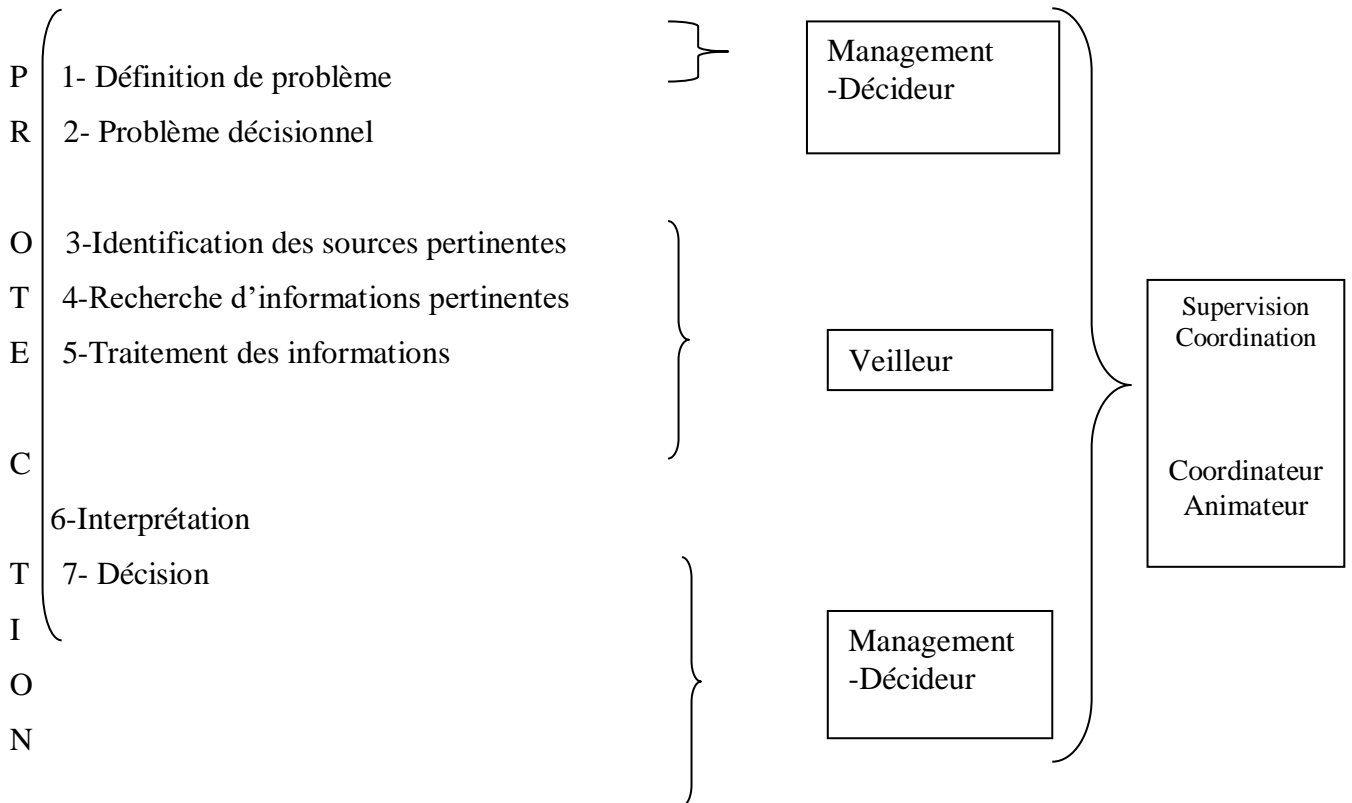 P
R
O
T
E
C
T
I
O
N
1- Définition de problème
2- Problème décisionnel
3-Identification des sources pertinentes
4-Recherche d’informations pertinentes
5-Traitement des informations
6-Interprétation
7- Décision
Management
-Décideur
Veilleur
Management
-Décideur
Supervision
Coordination
Coordinateur
Animateur